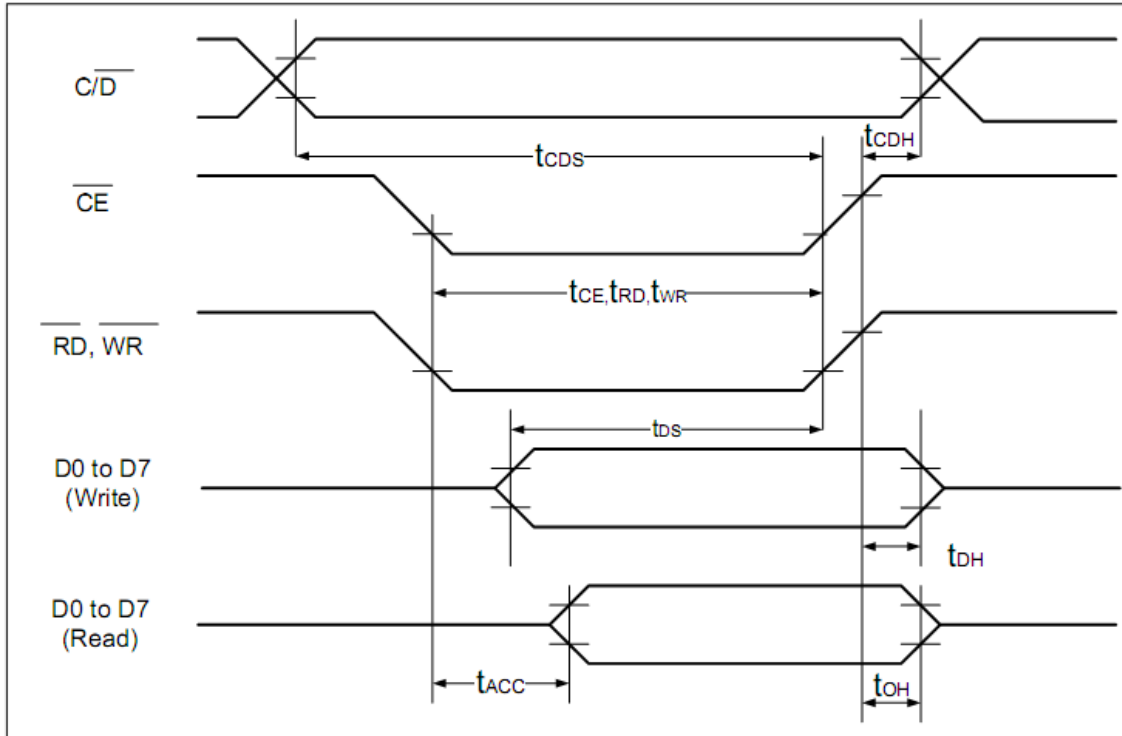 C/D
tCDS
tCDH
CE
tCE,tRD,tWR
RD, WR
tDS
D0 to D7
(Write)
tDH
D0 to D7
(Read)
tACC
tOH